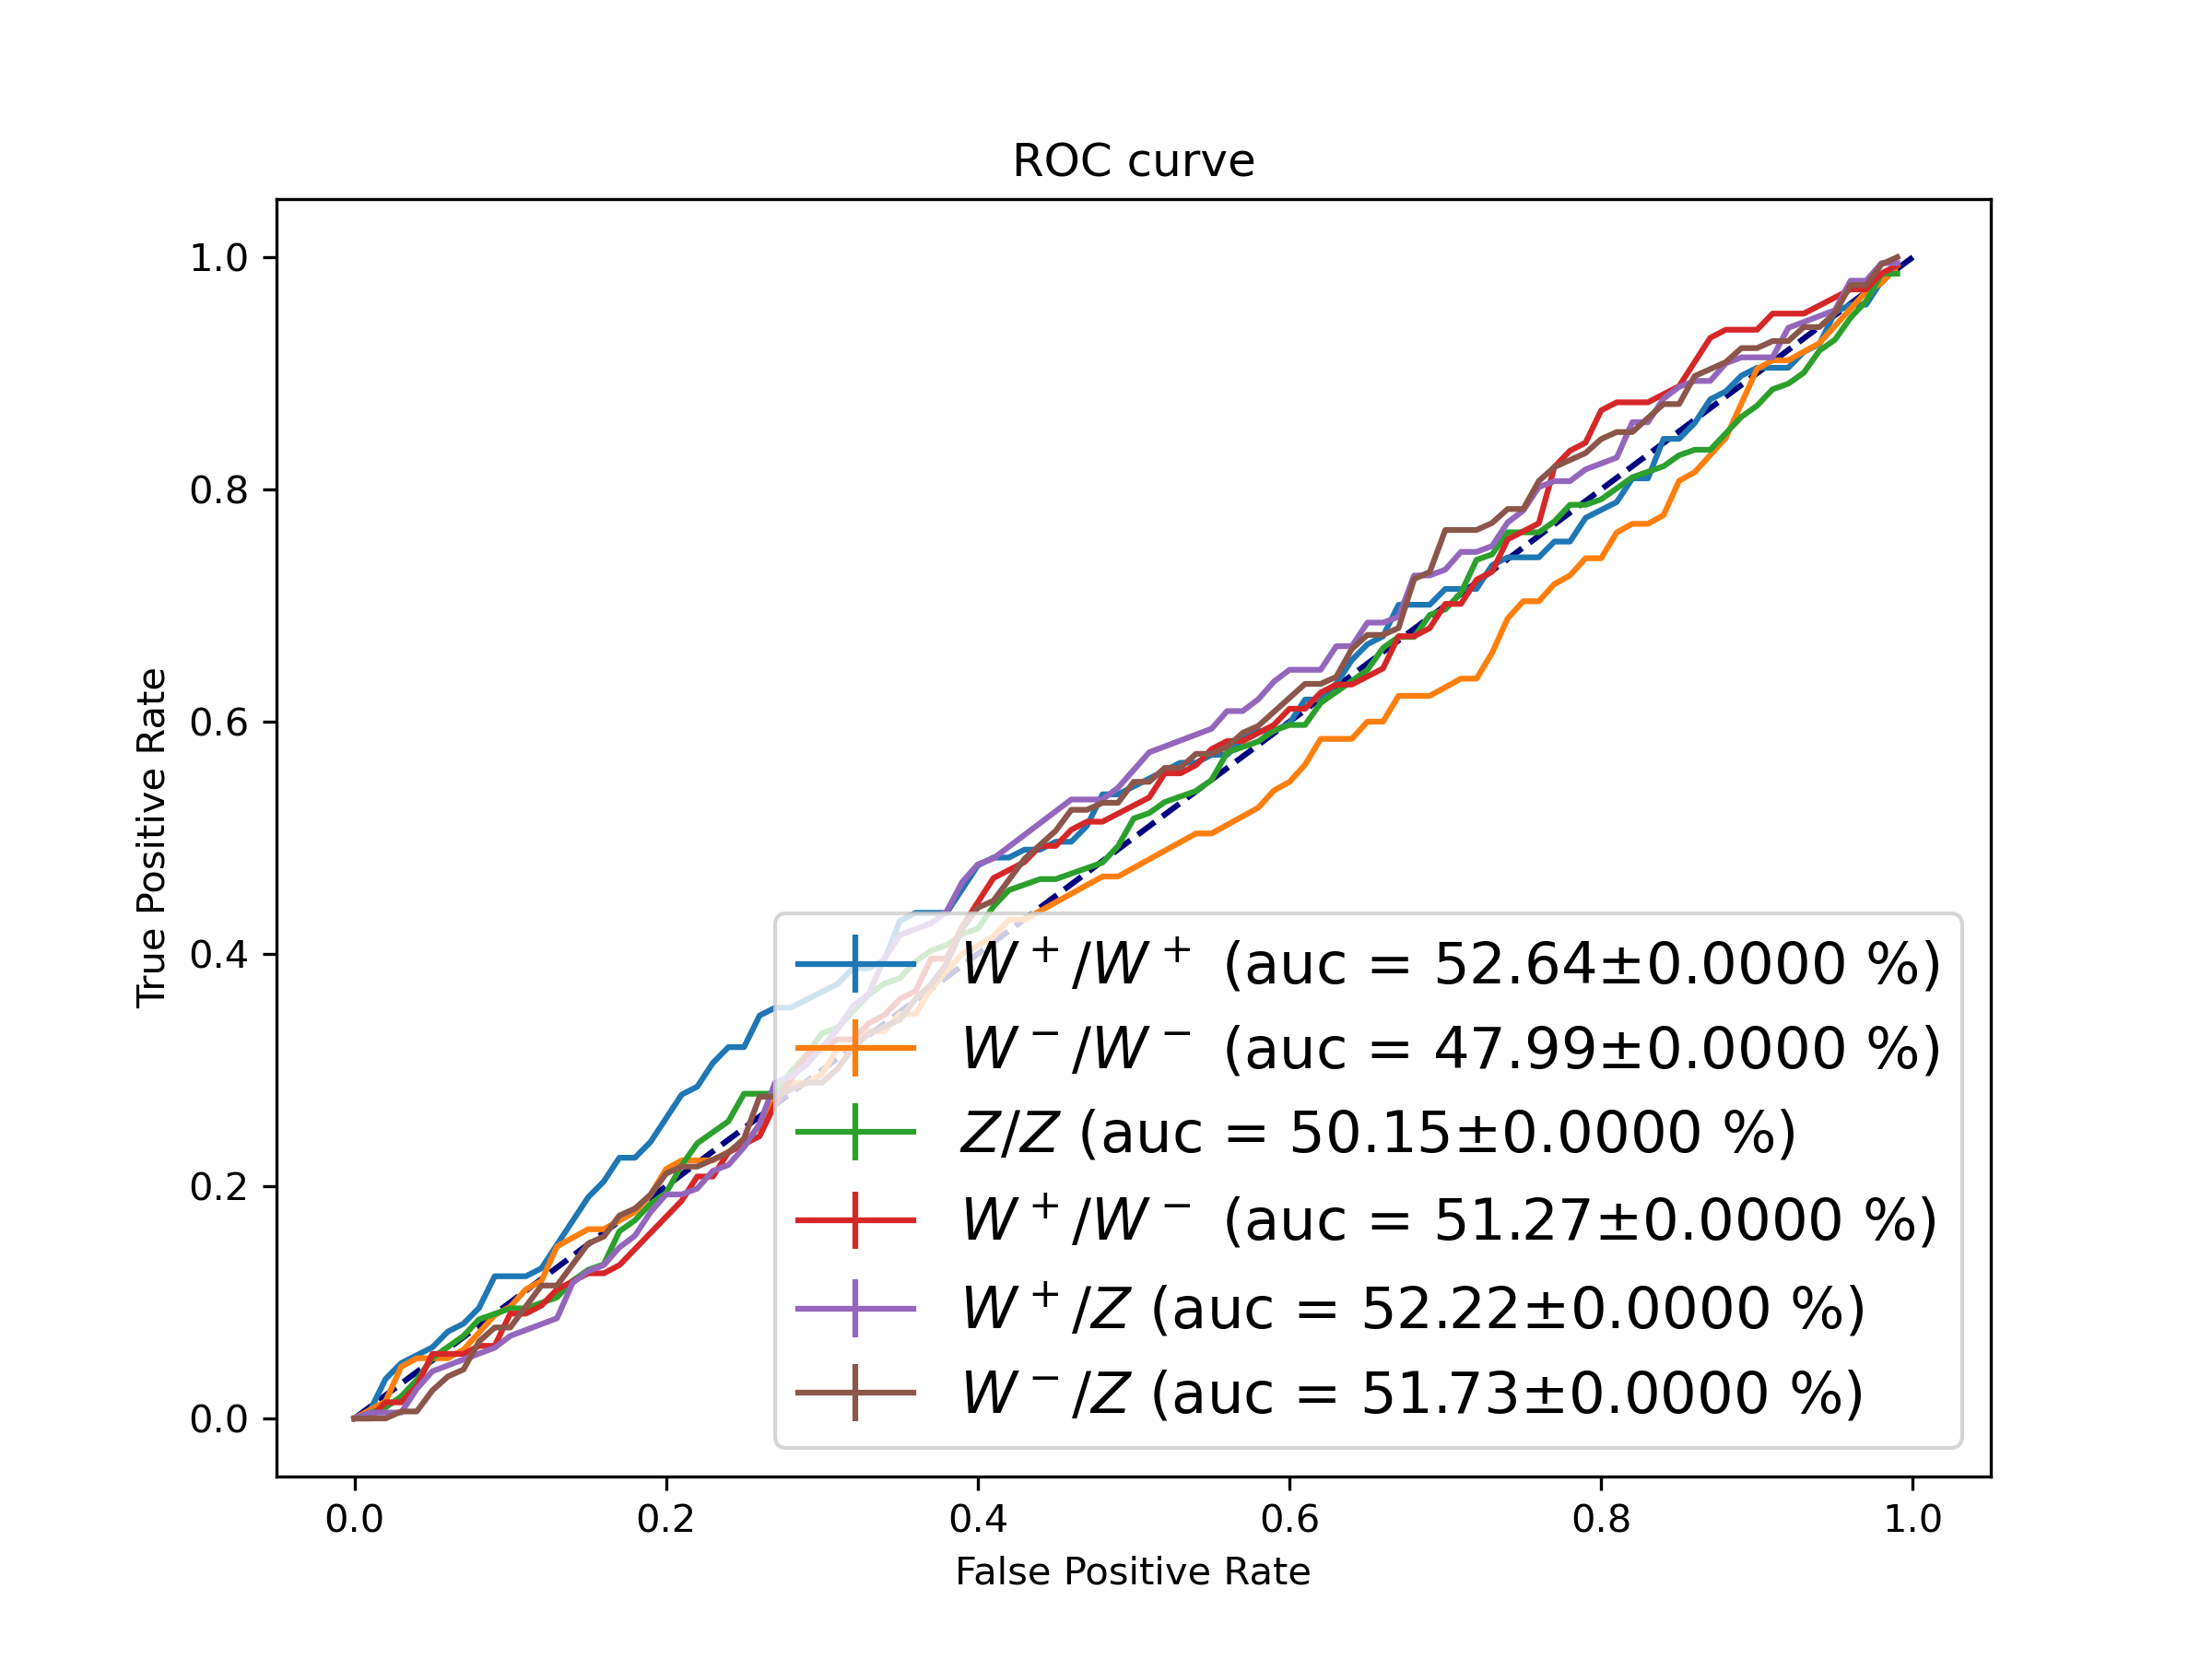 ROC curve
1.0
0.8
0.6
0.4
0.2
0.0
True Positive Rate
W⁺/W⁺ (auc = 52.64±0.0000 %)
W⁻/W⁻ (auc = 47.99±0.0000 %)
Z/Z (auc = 50.15±0.0000 %)
W⁺/W⁻ (auc = 51.27±0.0000 %)
W⁺/Z (auc = 52.22±0.0000 %)
W⁻/Z (auc = 51.73±0.0000 %)
0.0 0.2 0.4 0.6 0.8 1.0
False Positive Rate